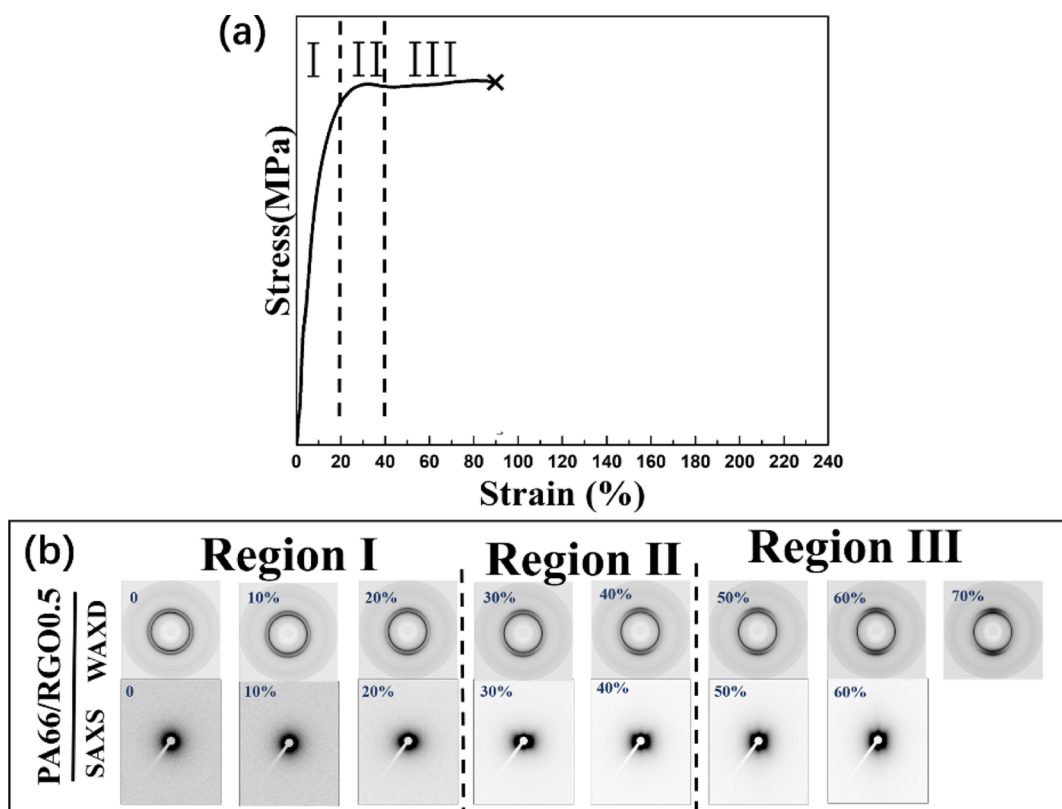 (a)
I II III
Stress(MPa)
0 20 40 60 80 100 120 140 160 180 200 220 240
Strain (%)
(b)
Region I Region II Region III
PA66/RGO0.5
WAXD
0 10% 20% 30% 40% 50% 60% 70%
SAXS
0 10% 20% 30% 40% 50% 60%